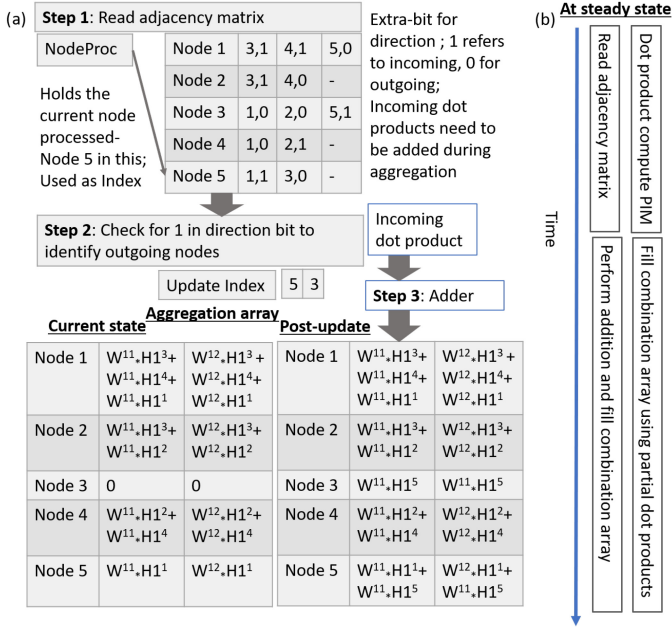 (a)
Step 1: Read adjacency matrix
NodeProc
Node 1 3,1 4,1 5,0
Node 2 3,1 4,0 -
Node 3 1,0 2,0 5,1
Node 4 1,0 2,1 -
Node 5 1,1 3,0 -
Holds the
current node
processed-
Node 5 in this;
Used as Index
Extra-bit for
direction ; 1 refers
to incoming, 0 for
outgoing;
Incoming dot
products need to
be added during
aggregation
Step 2: Check for 1 in direction bit to
identify outgoing nodes
Incoming
dot product
Update Index 5 3
Step 3: Adder
Aggregation array
Current state
Node 1 W¹¹*H1³+ W¹²*H1³+
W¹¹*H1⁴+ W¹²*H1⁴+
W¹¹*H1¹ W¹²*H1¹
Node 2 W¹¹*H1³+ W¹²*H1³+
W¹¹*H1² W¹²*H1²
Node 3 0 0
Node 4 W¹¹*H1²+ W¹²*H1²+
W¹¹*H1⁴ W¹²*H1⁴
Node 5 W¹¹*H1¹ W¹²*H1¹
Post-update
Node 1 W¹¹*H1³+ W¹²*H1³+
W¹¹*H1⁴+ W¹²*H1⁴+
W¹¹*H1¹ W¹²*H1¹
Node 2 W¹¹*H1³+ W¹²*H1³+
W¹¹*H1² W¹²*H1²
Node 3 W¹¹*H1⁵ W¹²*H1⁵
Node 4 W¹¹*H1²+ W¹²*H1²+
W¹¹*H1⁴ W¹²*H1⁴
Node 5 W¹¹*H1¹+ W¹²*H1¹+
W¹¹*H1⁵ W¹¹*H1⁵
(b)
At steady state
Time
Read adjacency matrix
Dot product compute PIM
Perform addition and fill combination array
Fill combination array using partial dot products